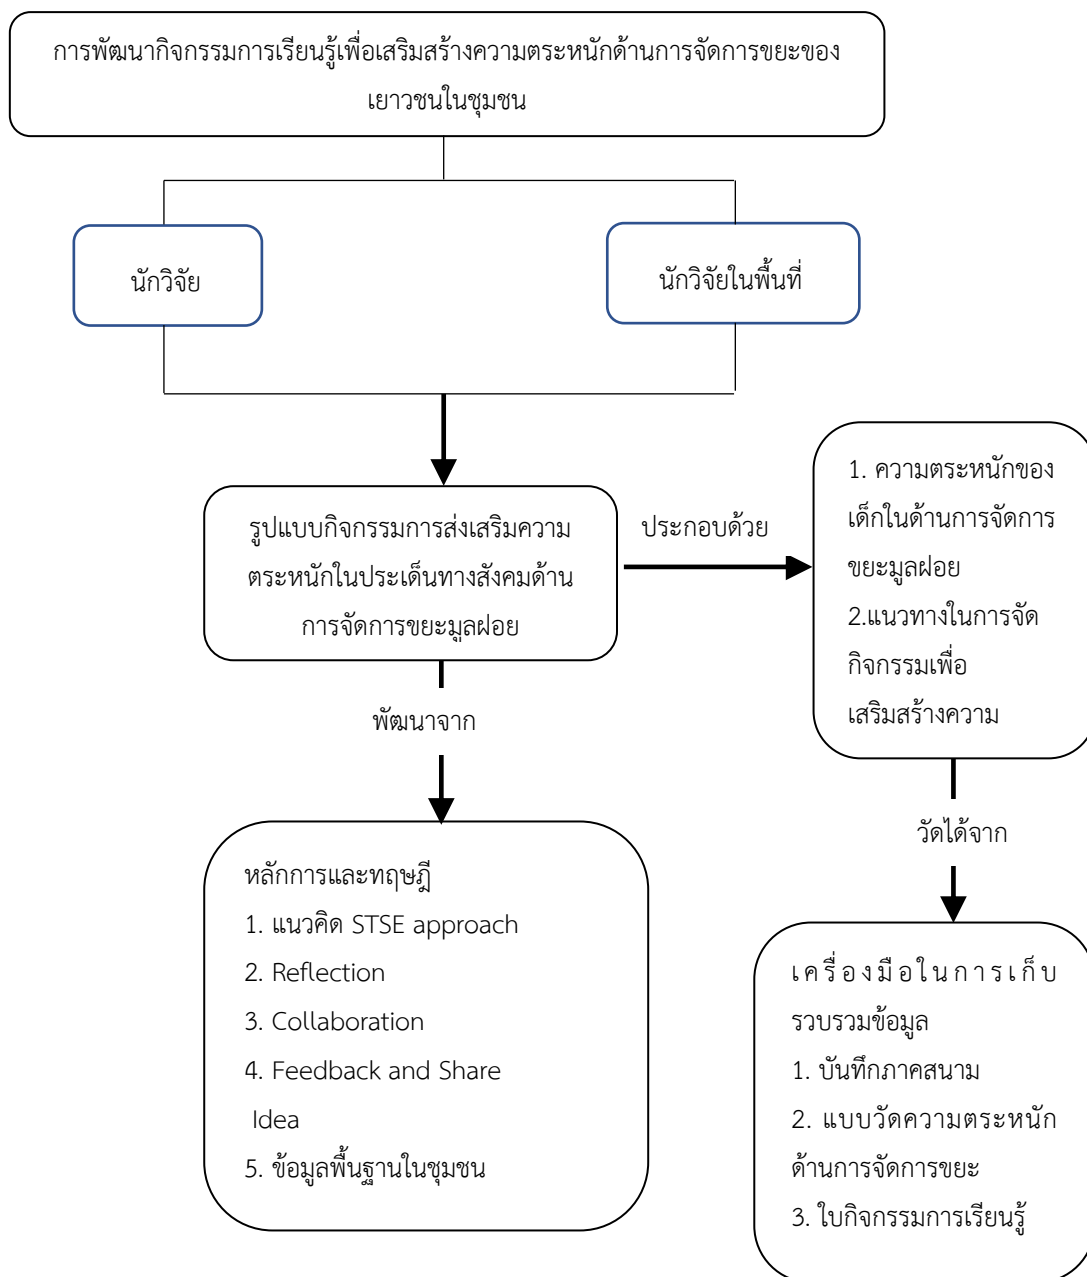 การพัฒนากิจกรรมการเรียนรู้เพื่อเสริมสร้างความตระหนักด้านการจัดการขยะของ
เยาวชนในชุมชน
นักวิจัย
นักวิจัยในพื้นที่
รูปแบบกิจกรรมการส่งเสริมความ
ตระหนักในประเด็นทางสังคมด้าน
การจัดการขยะมูลฝอย
ประกอบด้วย
1. ความตระหนักของ
เด็กในด้านการจัดการ
ขยะมูลฝอย
2.แนวทางในการจัด
กิจกรรมเพื่อ
เสริมสร้างความ
พัฒนาจาก
วัดได้จาก
หลักการและทฤษฎี
1. แนวคิด STSE approach
2. Reflection
3. Collaboration
4. Feedback and Share
Idea
5. ข้อมูลพื้นฐานในชุมชน
เครื่องมือในการเก็บ
รวบรวมข้อมูล
1. บันทึกภาคสนาม
2. แบบวัดความตระหนัก
ด้านการจัดการขยะ
3. ใบกิจกรรมการเรียนรู้